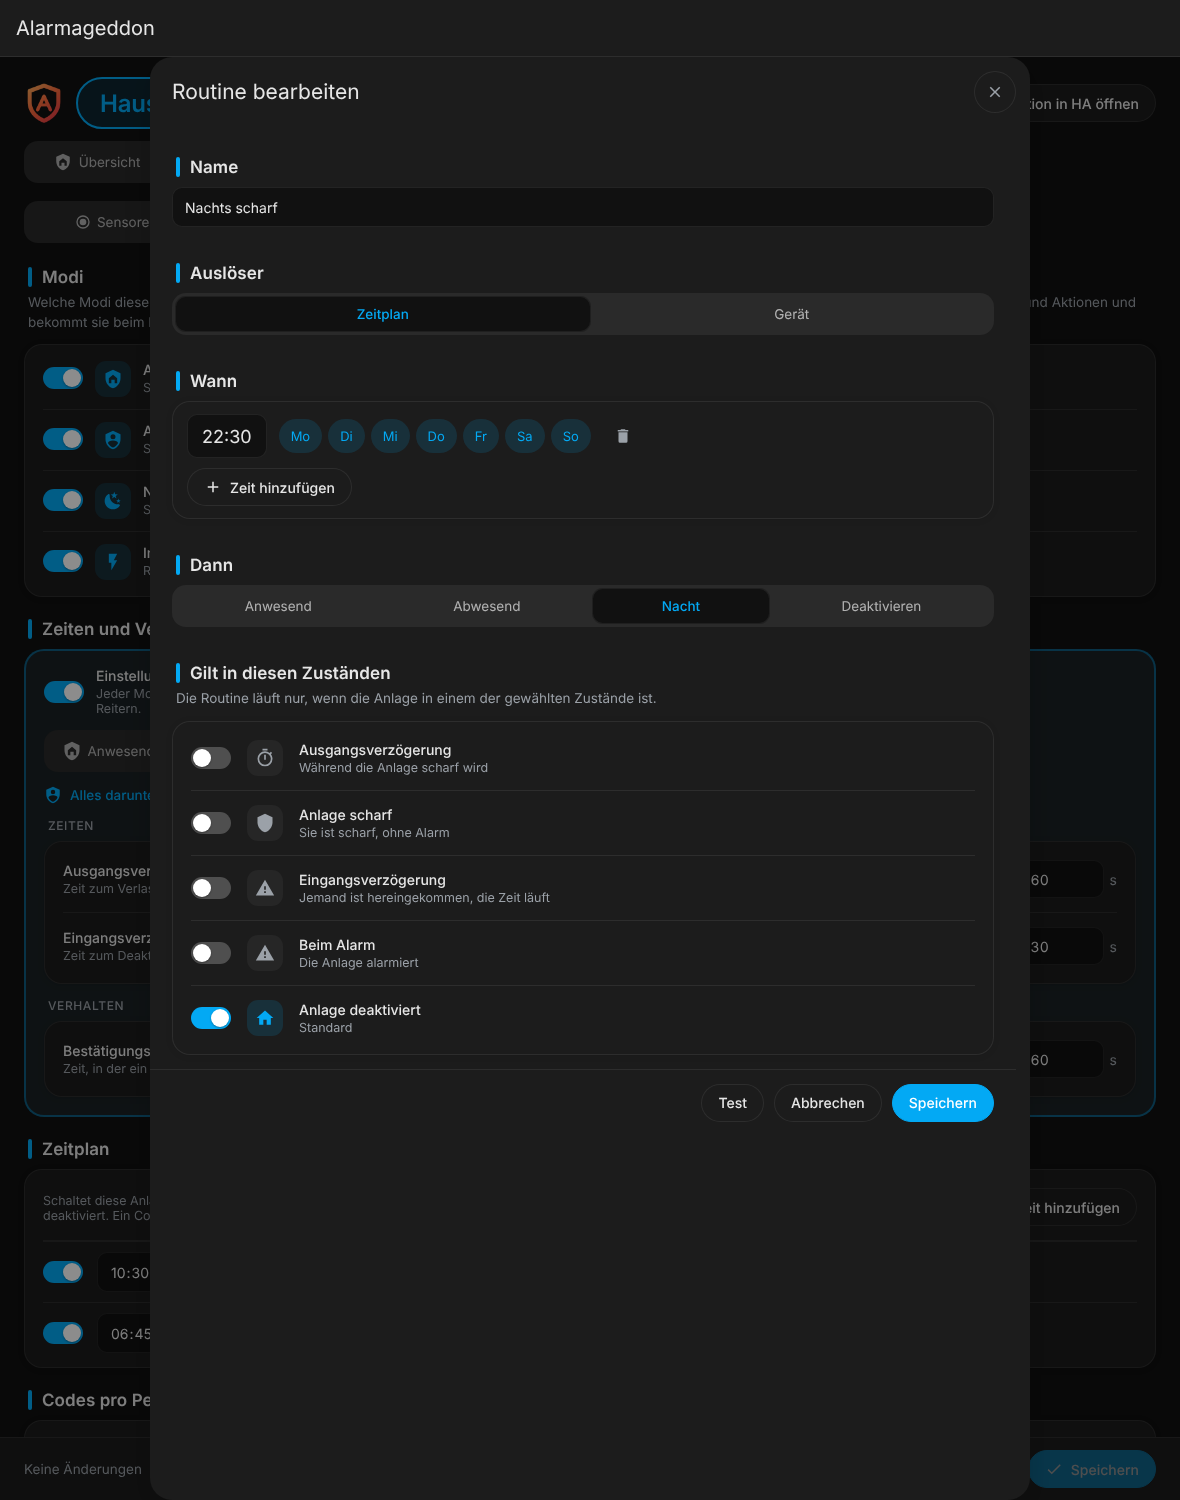 Alarmageddon
Routine bearbeiten
Haus
tion in HA öffnen
Übersicht
Name
Nachts scharf
Sensore
Auslöser
Zeitplan
Gerät
Modi
Welche Modi diese
und Aktionen und
bekommt sie beim
Wann
22:30
Mo
Di
Mi
Do
Fr
Sa
So
Zeit hinzufügen
Dann
Anwesend
Abwesend
Nacht
Deaktivieren
Zeiten und Ve
Gilt in diesen Zuständen
Die Routine läuft nur, wenn die Anlage in einem der gewählten Zustände ist.
Einstellu
Jeder Mo
Reitern.
Anwesend
Alles darunte
ZEITEN
Ausgangsverzögerung
Während die Anlage scharf wird
Anlage scharf
Sie ist scharf, ohne Alarm
Eingangsverzögerung
Jemand ist hereingekommen, die Zeit läuft
Beim Alarm
Die Anlage alarmiert
Anlage deaktiviert
Standard
Ausgangsver
Zeit zum Verlas
60 s
Eingangsverz
Zeit zum Deakt
30 s
VERHALTEN
Bestätigungs
Zeit, in der ein
60 s
Test
Abbrechen
Speichern
Zeitplan
Schaltet diese Anl
deaktiviert. Ein Co
eit hinzufügen
10:30
06:45
Codes pro Pe
Keine Änderungen
Speichern